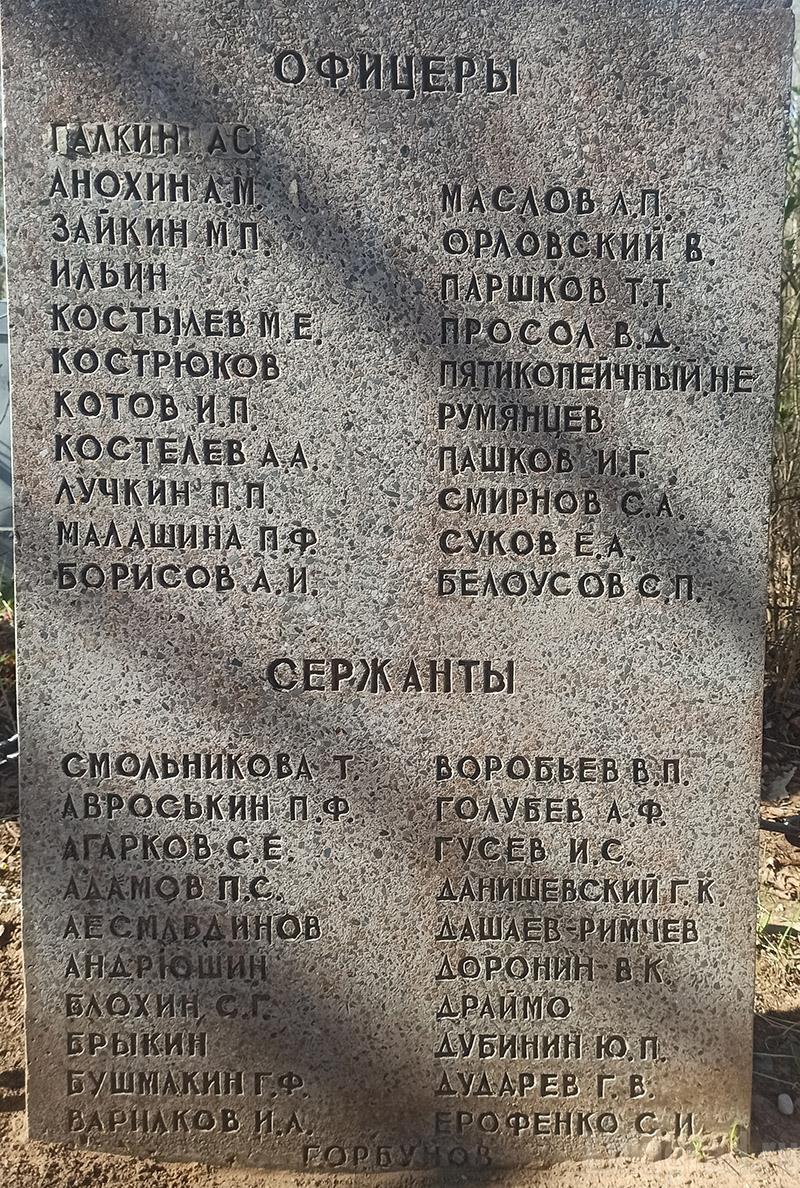 ОФИЦЕРЫ
ГАЛКИН А.С.
АНОХИН А.М.
ЗАЙКИН М.П.
ИЛЬИН
КОСТЫЛЕВ М.Е.
КОСТРЮКОВ
КОТОВ И.П.
КОСТЕЛЕВ А.А.
ЛУЧКИН П.П.
МАЛАШИНА П.Ф.
БОРИСОВ А.И.
МАСЛОВ Л.П.
ОРЛОВСКИЙ В.
ПАРШКОВ Т.Т.
ПРОСОЛ В.Д.
ПЯТИКОПЕЙЧНЫЙ.Н.Е
РУМЯНЦЕВ
ПАШКОВ И.Г.
СМИРНОВ С.А.
СУКОВ Е.А.
БЕЛОУСОВ С.П.
СЕРЖАНТЫ
СМОЛЬНИКОВА Т.
АВРОСЬКИН П.Ф.
АГАРКОВ С.Е.
АДАМОВ П.С.
АЕСМАВДИНОВ
АНДРЮШИН
БЛОХИН С.Г.
БРЫКИН
БУШМАКИН Г.Ф.
ВАРНАКОВ И.А.
ВОРОБЬЕВ В.П.
ГОЛУБЕВ А.Ф.
ГУСЕВ И.С.
ДАНИШЕВСКИЙ Г.К.
ДАШАЕВ-РИМЧЕВ
ДОРОНИН В.К.
ДРАЙМО
ДУБИНИН Ю.П.
ДУДАРЕВ Г.В.
ЕРОФЕНКО С.И
ГОРБУНОВ